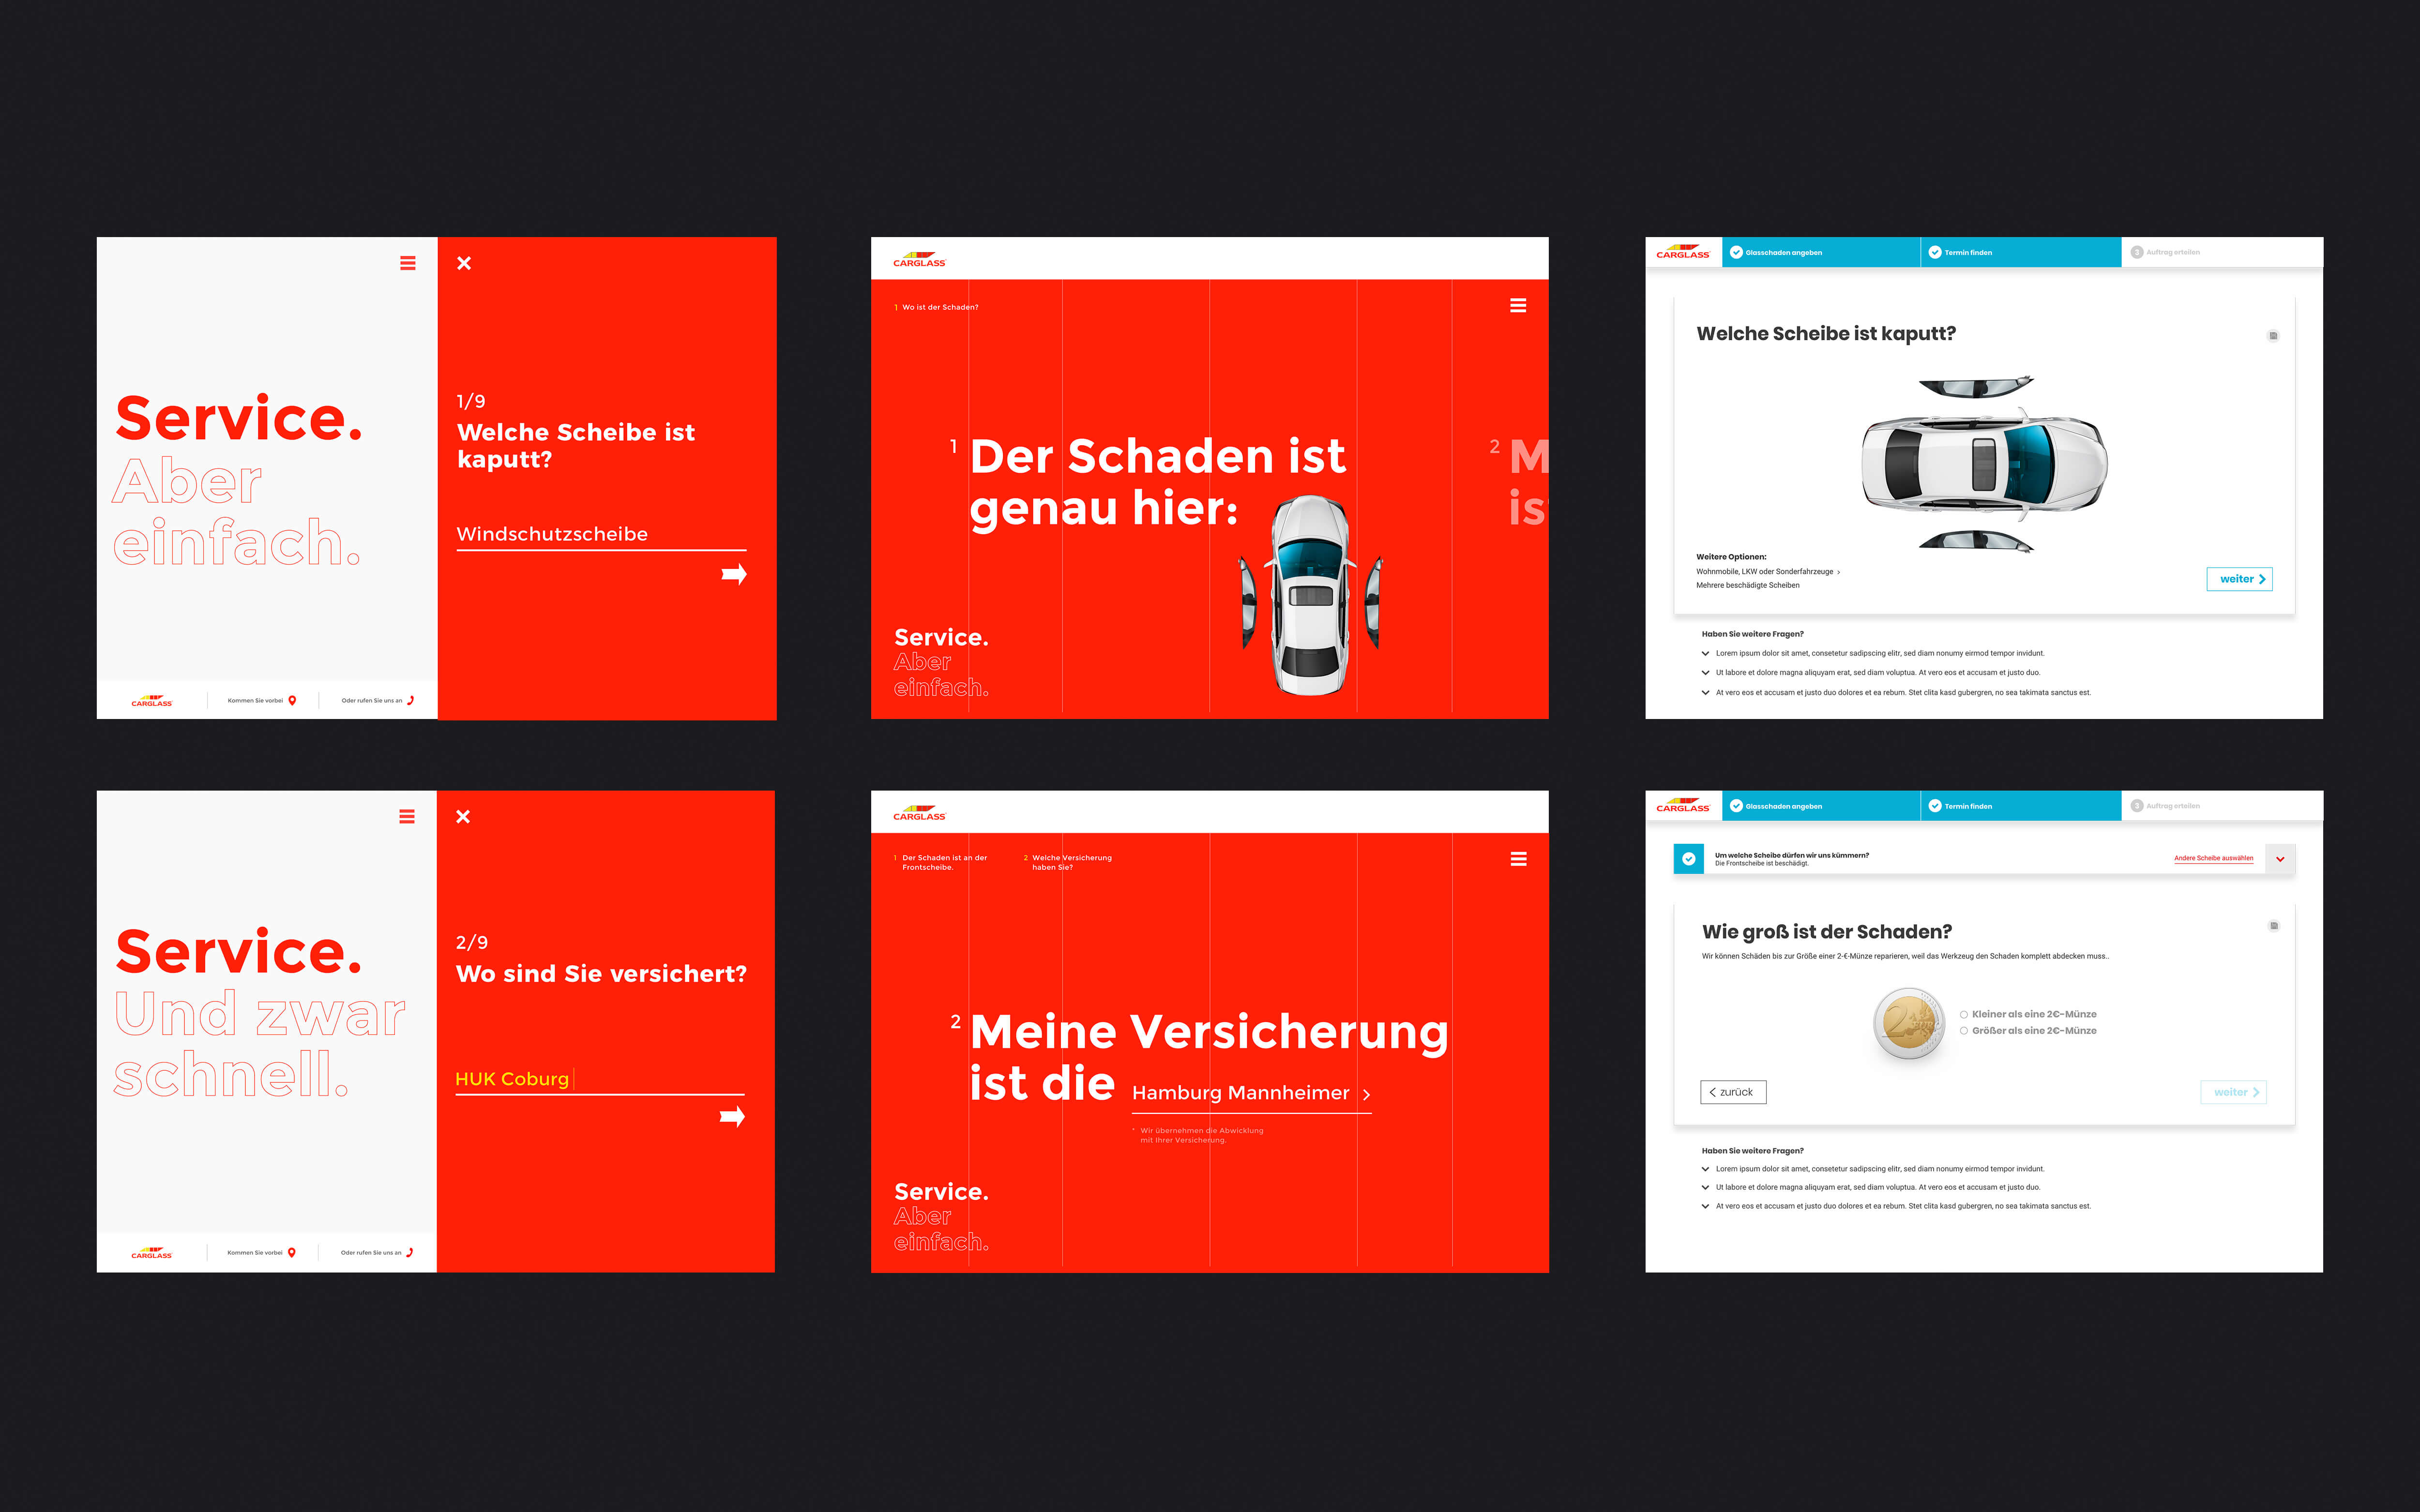 Service.
Aber
einfach.
CARGLASS
Kommen Sie vorbei
Oder rufen Sie uns an
1/9
Welche Scheibe ist
kaputt?
Windschutzscheibe
CARGLASS
1 Wo ist der Schaden?
1 Der Schaden ist
genau hier:
2 M
is
Service.
Aber
einfach.
CARGLASS
Glasschaden angeben
Termin finden
3 Auftrag erteilen
Welche Scheibe ist kaputt?
Weitere Optionen:
Wohnmobile, LKW oder Sonderfahrzeuge >
Mehrere beschädigte Scheiben
weiter
Haben Sie weitere Fragen?
Lorem ipsum dolor sit amet, consetetur sadipscing elitr, sed diam nonumy eirmod tempor invidunt.
Ut labore et dolore magna aliquyam erat, sed diam voluptua. At vero eos et accusam et justo duo.
At vero eos et accusam et justo duo dolores et ea rebum. Stet clita kasd gubergren, no sea takimata sanctus est.
Service.
Und zwar
schnell.
CARGLASS
Kommen Sie vorbei
Oder rufen Sie uns an
2/9
Wo sind Sie versichert?
HUK Coburg
CARGLASS
1 Der Schaden ist an der
Frontscheibe.
2 Welche Versicherung
haben Sie?
2 Meine Versicherung
ist die Hamburg Mannheimer >
* Wir übernehmen die Abwicklung
mit Ihrer Versicherung.
Service.
Aber
einfach.
CARGLASS
Glasschaden angeben
Termin finden
3 Auftrag erteilen
Um welche Scheibe dürfen wir uns kümmern?
Die Frontscheibe ist beschädigt.
Andere Scheibe auswählen
Wie groß ist der Schaden?
Wir können Schäden bis zur Größe einer 2-€-Münze reparieren, weil das Werkzeug den Schaden komplett abdecken muss..
Kleiner als eine 2€-Münze
Größer als eine 2€-Münze
< zurück
weiter
Haben Sie weitere Fragen?
Lorem ipsum dolor sit amet, consetetur sadipscing elitr, sed diam nonumy eirmod tempor invidunt.
Ut labore et dolore magna aliquyam erat, sed diam voluptua. At vero eos et accusam et justo duo.
At vero eos et accusam et justo duo dolores et ea rebum. Stet clita kasd gubergren, no sea takimata sanctus est.